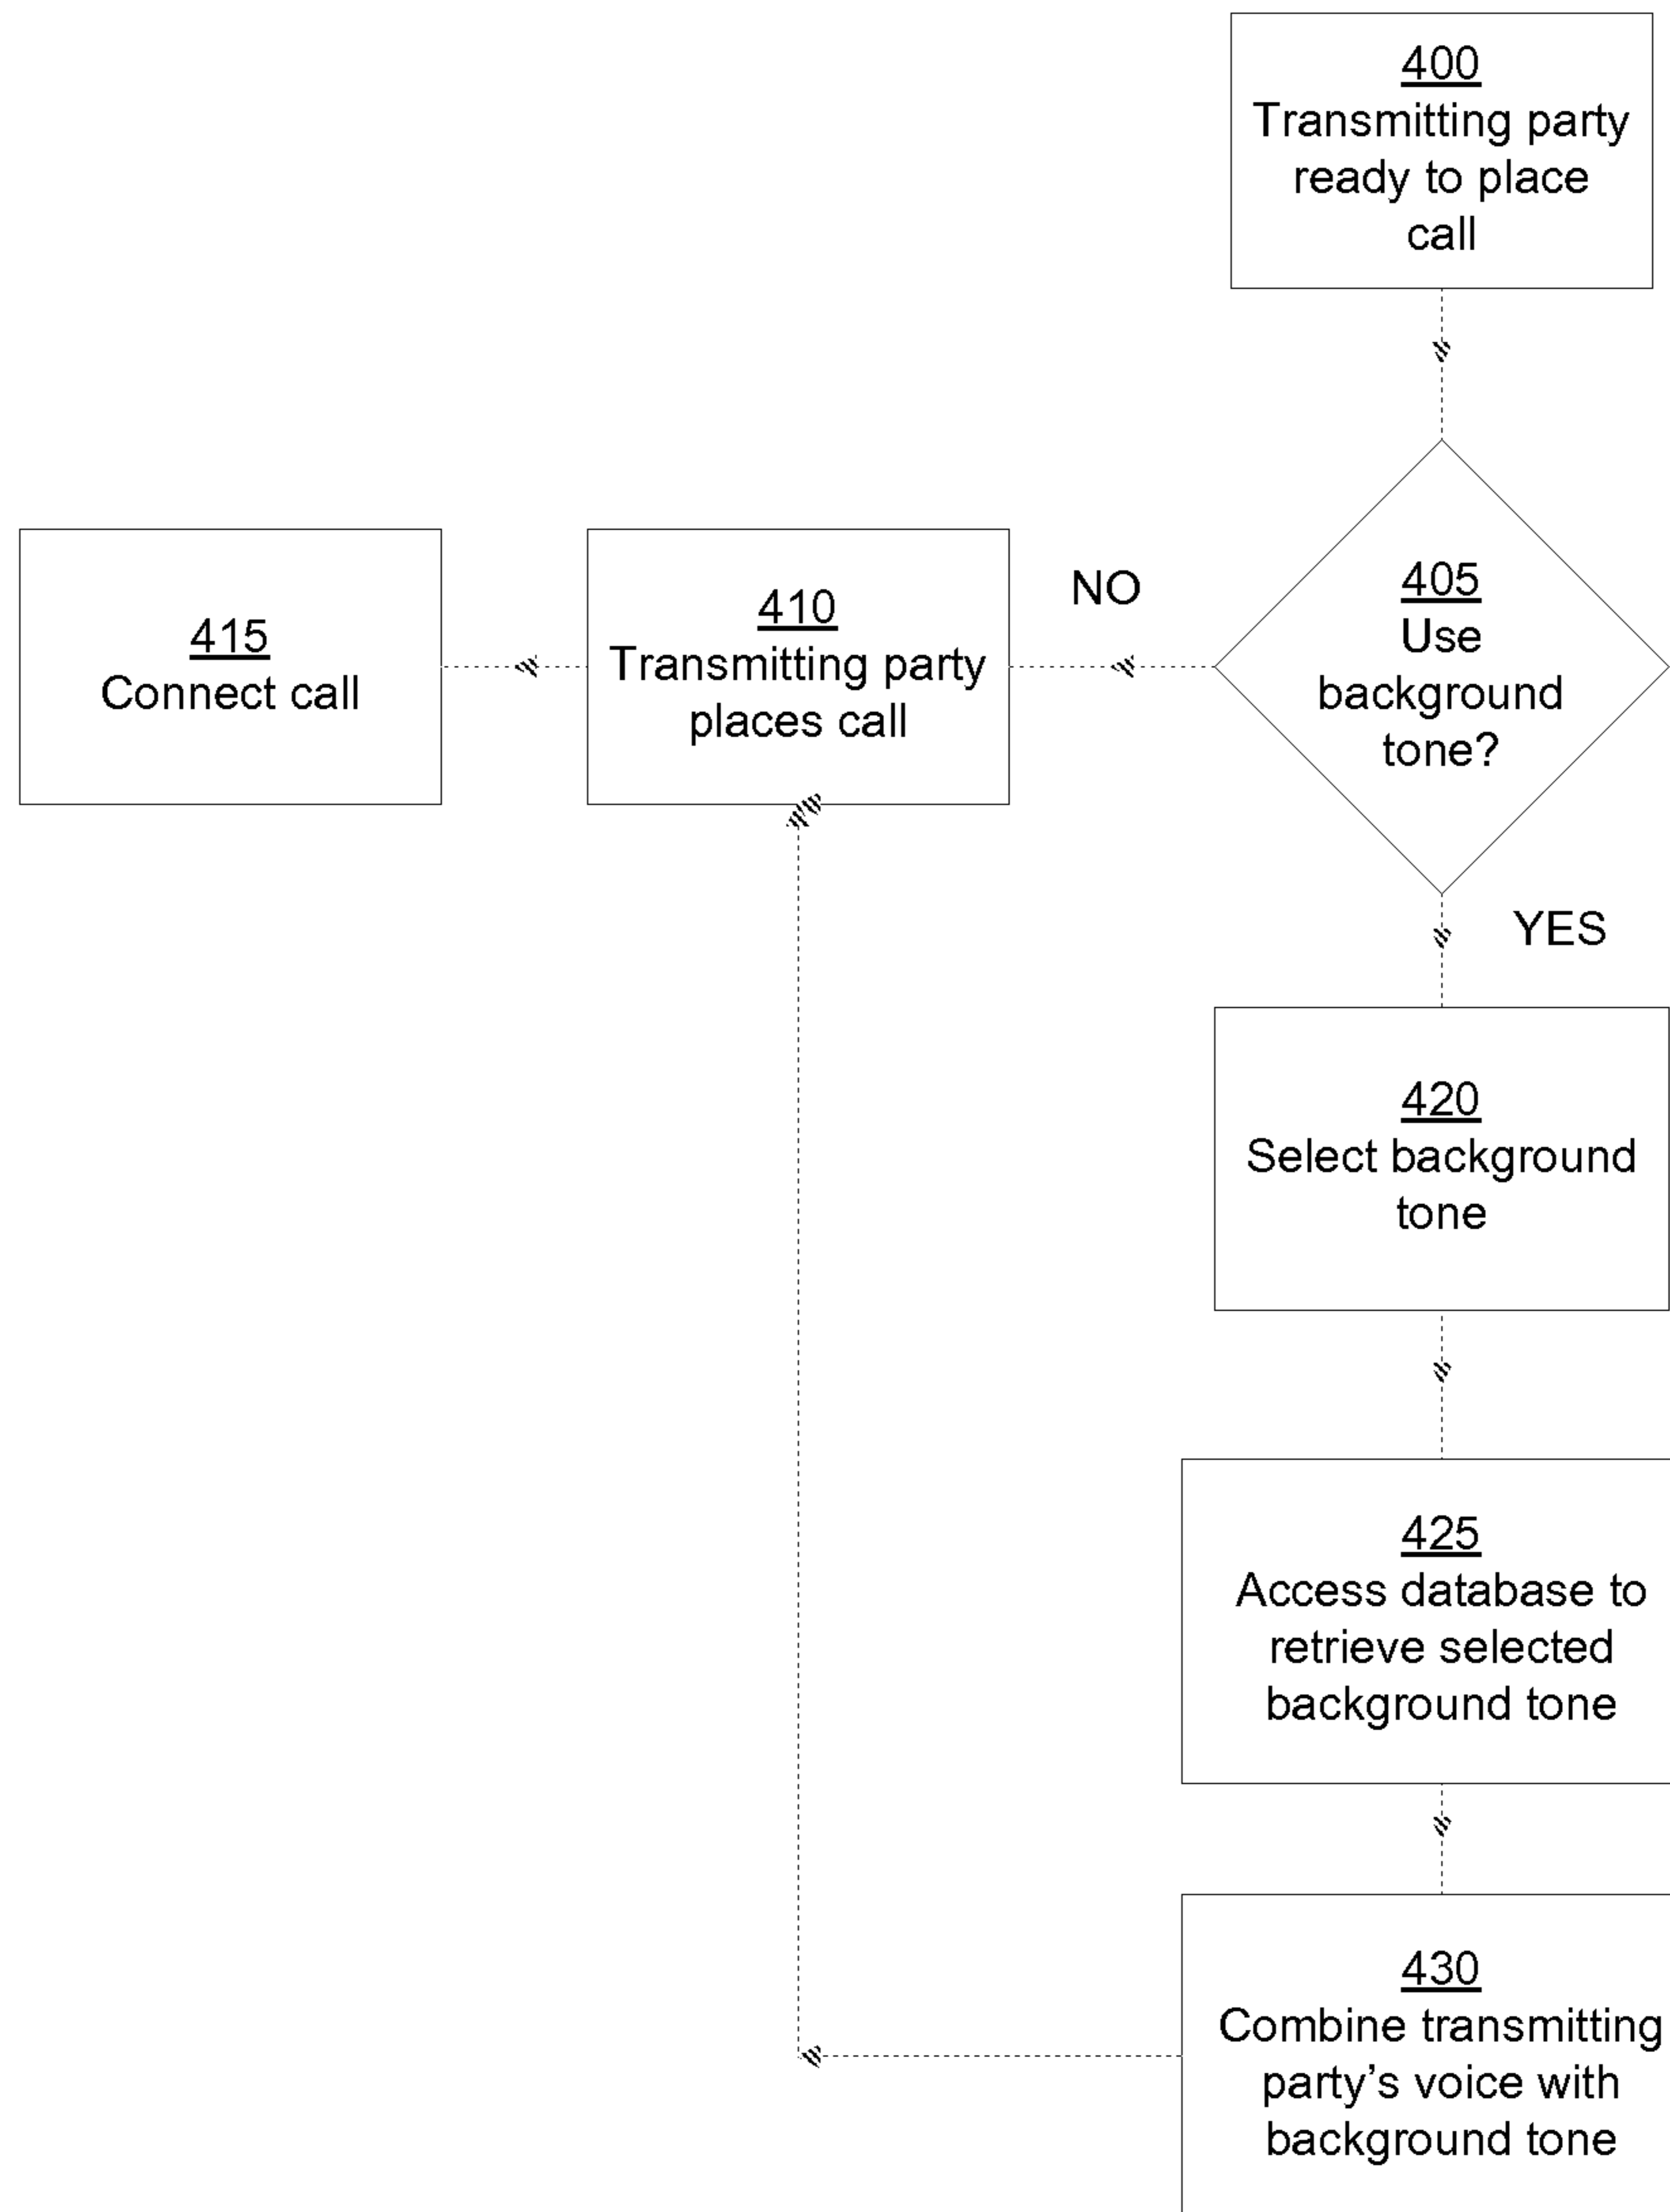 400
Transmitting party
ready to place
call
405
Use
background
tone?
NO
410
Transmitting party
places call
415
Connect call
YES
420
Select background
tone
425
Access database to
retrieve selected
background tone
430
Combine transmitting
party's voice with
background tone